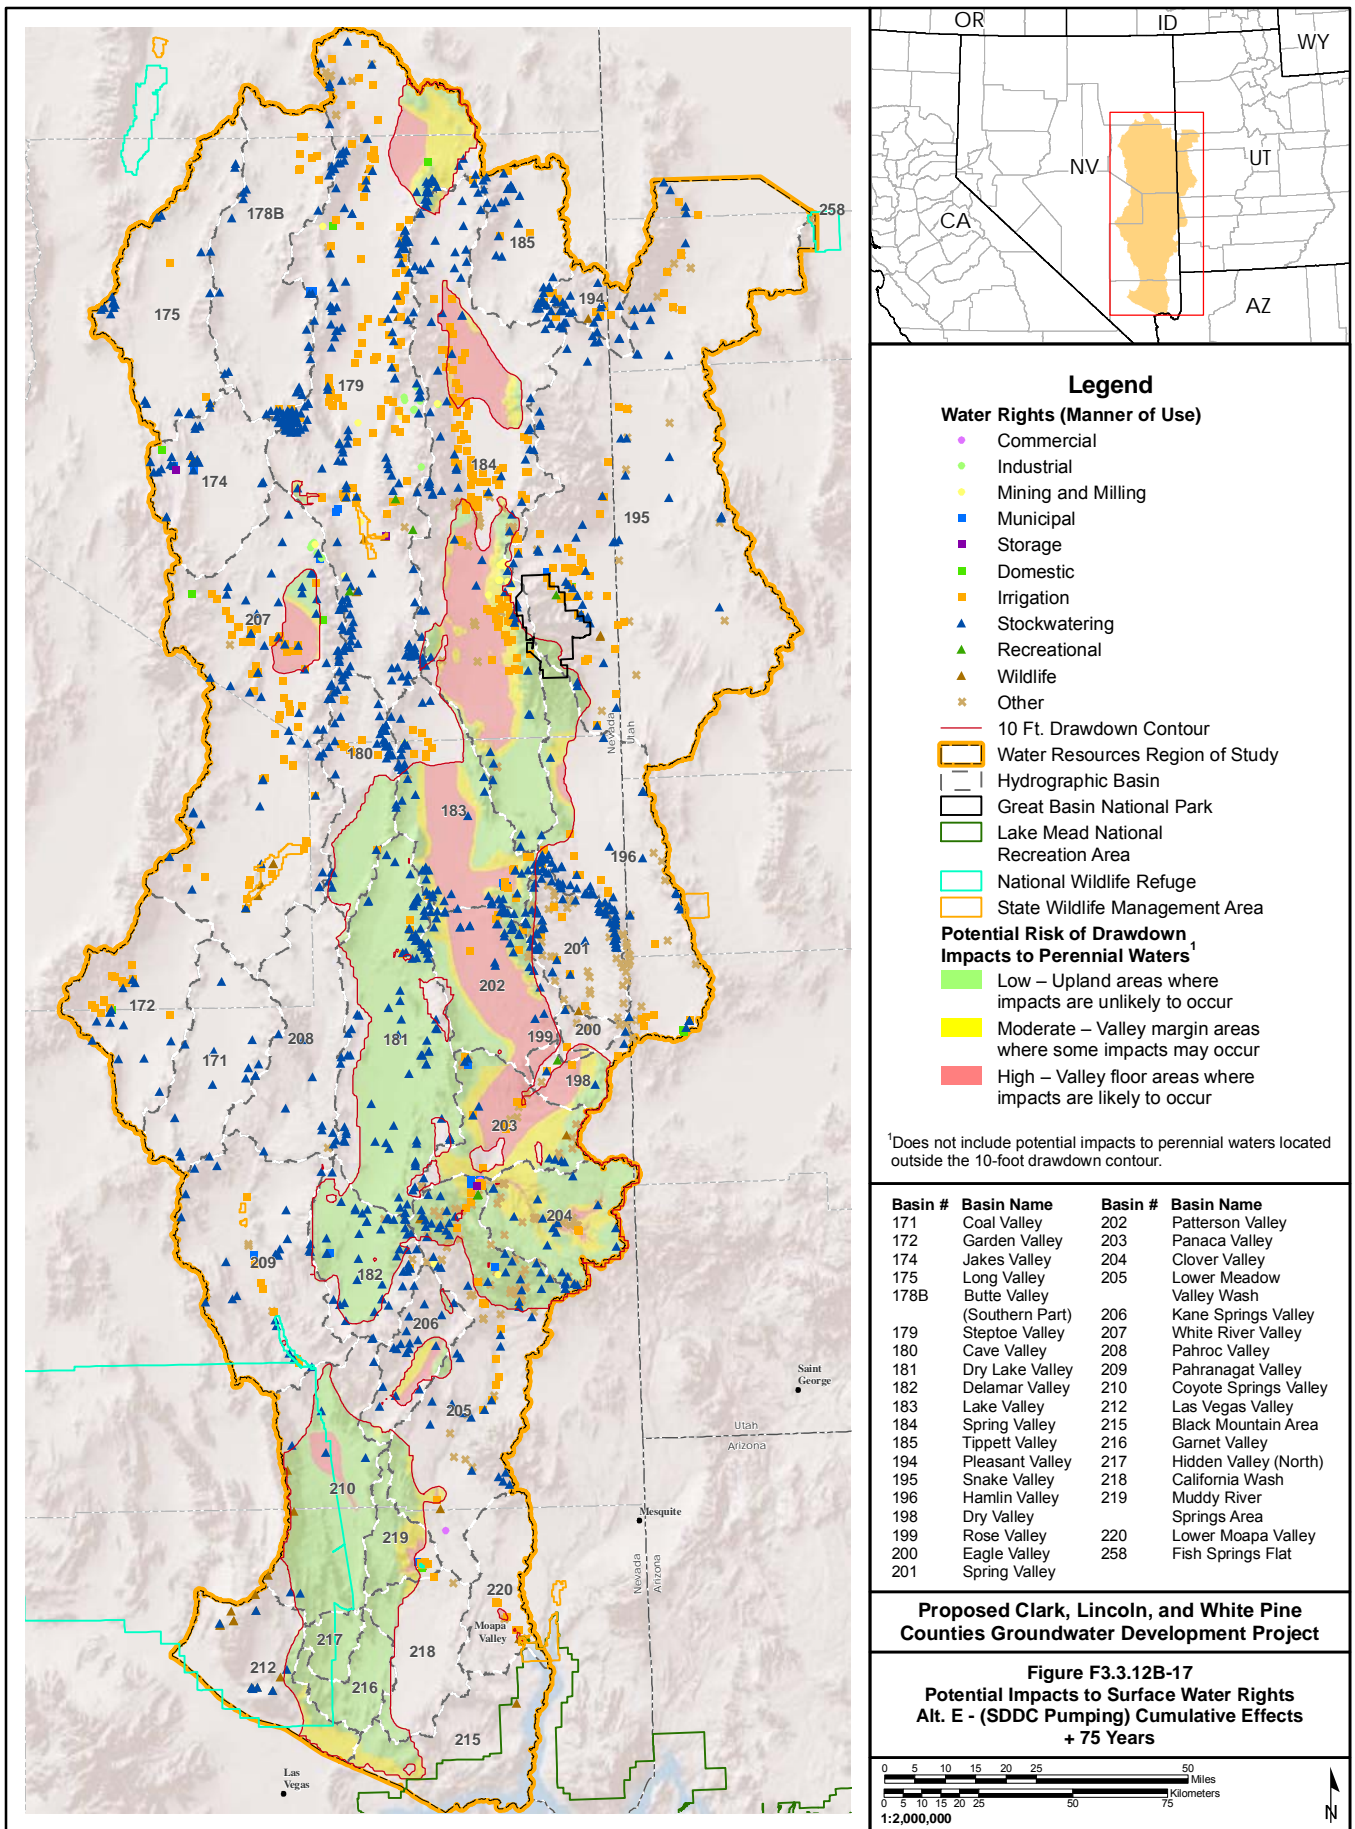 OR
ID
WY
NV
UT
CA
AZ
258
178B
185
194
175
179
184
174
195
207
180
183
196
201
202
172
200
199
208
181
171
198
203
204
209
182
206
205
Saint
George
Utah
Arizona
210
Mesquite
219
Nevada
Utah
Nevada
Arizona
220
Moapa
Valley
217
218
212
216
215
Las
Vegas
Legend
Water Rights (Manner of Use)
Commercial
Industrial
Mining and Milling
Municipal
Storage
Domestic
Irrigation
Stockwatering
Recreational
Wildlife
Other
10 Ft. Drawdown Contour
Water Resources Region of Study
Hydrographic Basin
Great Basin National Park
Lake Mead National
Recreation Area
National Wildlife Refuge
State Wildlife Management Area
Potential Risk of Drawdown
Impacts to Perennial Waters1
Low – Upland areas where
impacts are unlikely to occur
Moderate – Valley margin areas
where some impacts may occur
High – Valley floor areas where
impacts are likely to occur
1Does not include potential impacts to perennial waters located
outside the 10-foot drawdown contour.
Basin # Basin Name Basin # Basin Name
171 Coal Valley 202 Patterson Valley
172 Garden Valley 203 Panaca Valley
174 Jakes Valley 204 Clover Valley
175 Long Valley 205 Lower Meadow
178B Butte Valley Valley Wash
(Southern Part) 206 Kane Springs Valley
179 Steptoe Valley 207 White River Valley
180 Cave Valley 208 Pahroc Valley
181 Dry Lake Valley 209 Pahranagat Valley
182 Delamar Valley 210 Coyote Springs Valley
183 Lake Valley 212 Las Vegas Valley
184 Spring Valley 215 Black Mountain Area
185 Tippett Valley 216 Garnet Valley
194 Pleasant Valley 217 Hidden Valley (North)
195 Snake Valley 218 California Wash
196 Hamlin Valley 219 Muddy River
198 Dry Valley Springs Area
199 Rose Valley 220 Lower Moapa Valley
200 Eagle Valley 258 Fish Springs Flat
201 Spring Valley
Proposed Clark, Lincoln, and White Pine
Counties Groundwater Development Project
Figure F3.3.12B-17
Potential Impacts to Surface Water Rights
Alt. E - (SDDC Pumping) Cumulative Effects
+ 75 Years
0 5 10 15 20 25 50
Miles
Kilometers
0 5 10 15 20 25 50 75
1:2,000,000
N